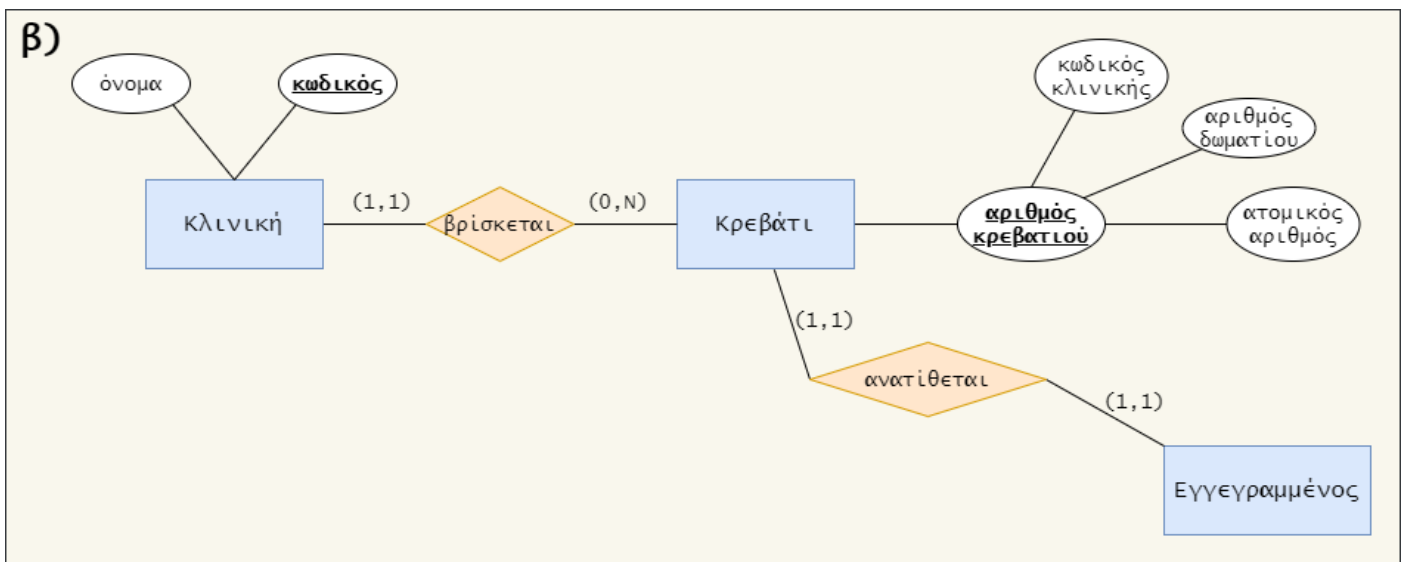 β)
όνομα
κωδικός
κωδικός
κλινικής
αριθμός
δωματίου
Κλινική
(1,1)
βρίσκεται
(0,N)
Κρεβάτι
αριθμός
κρεβατιού
ατομικός
αριθμός
(1,1)
ανατίθεται
(1,1)
Εγγεγραμμένος